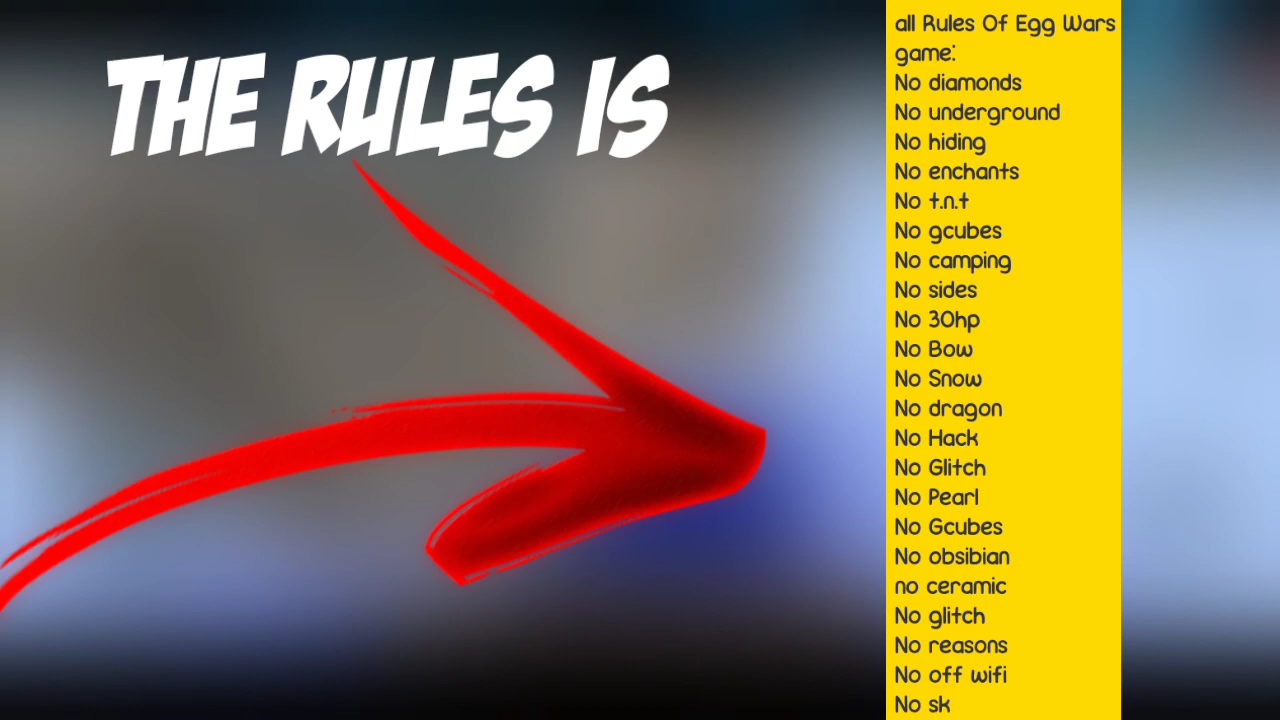 THE RULES IS
all Rules Of Egg Wars
game:
No diamonds
No underground
No hiding
No enchants
No t.n.t
No gcubes
No camping
No sides
No 30hp
No Bow
No Snow
No dragon
No Hack
No Glitch
No Pearl
No Gcubes
No obsibian
no ceramic
No glitch
No reasons
No off wifi
No sk